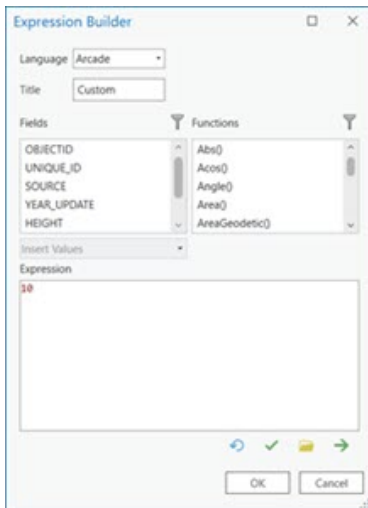 Expression Builder
Language Arcade
Title Custom
Fields
OBJECTID
UNIQUE_ID
SOURCE
YEAR_UPDATE
HEIGHT
Functions
Abs()
Acos()
Angle()
Area()
AreaGeodetic()
Insert Values
Expression
10
OK Cancel